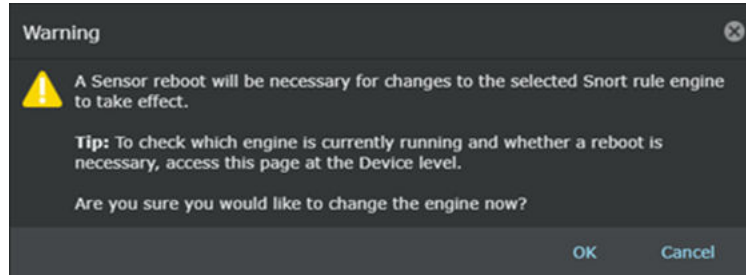 Warning
A Sensor reboot will be necessary for changes to the selected Snort rule engine
to take effect.
Tip: To check which engine is currently running and whether a reboot is
necessary, access this page at the Device level.
Are you sure you would like to change the engine now?
OK Cancel